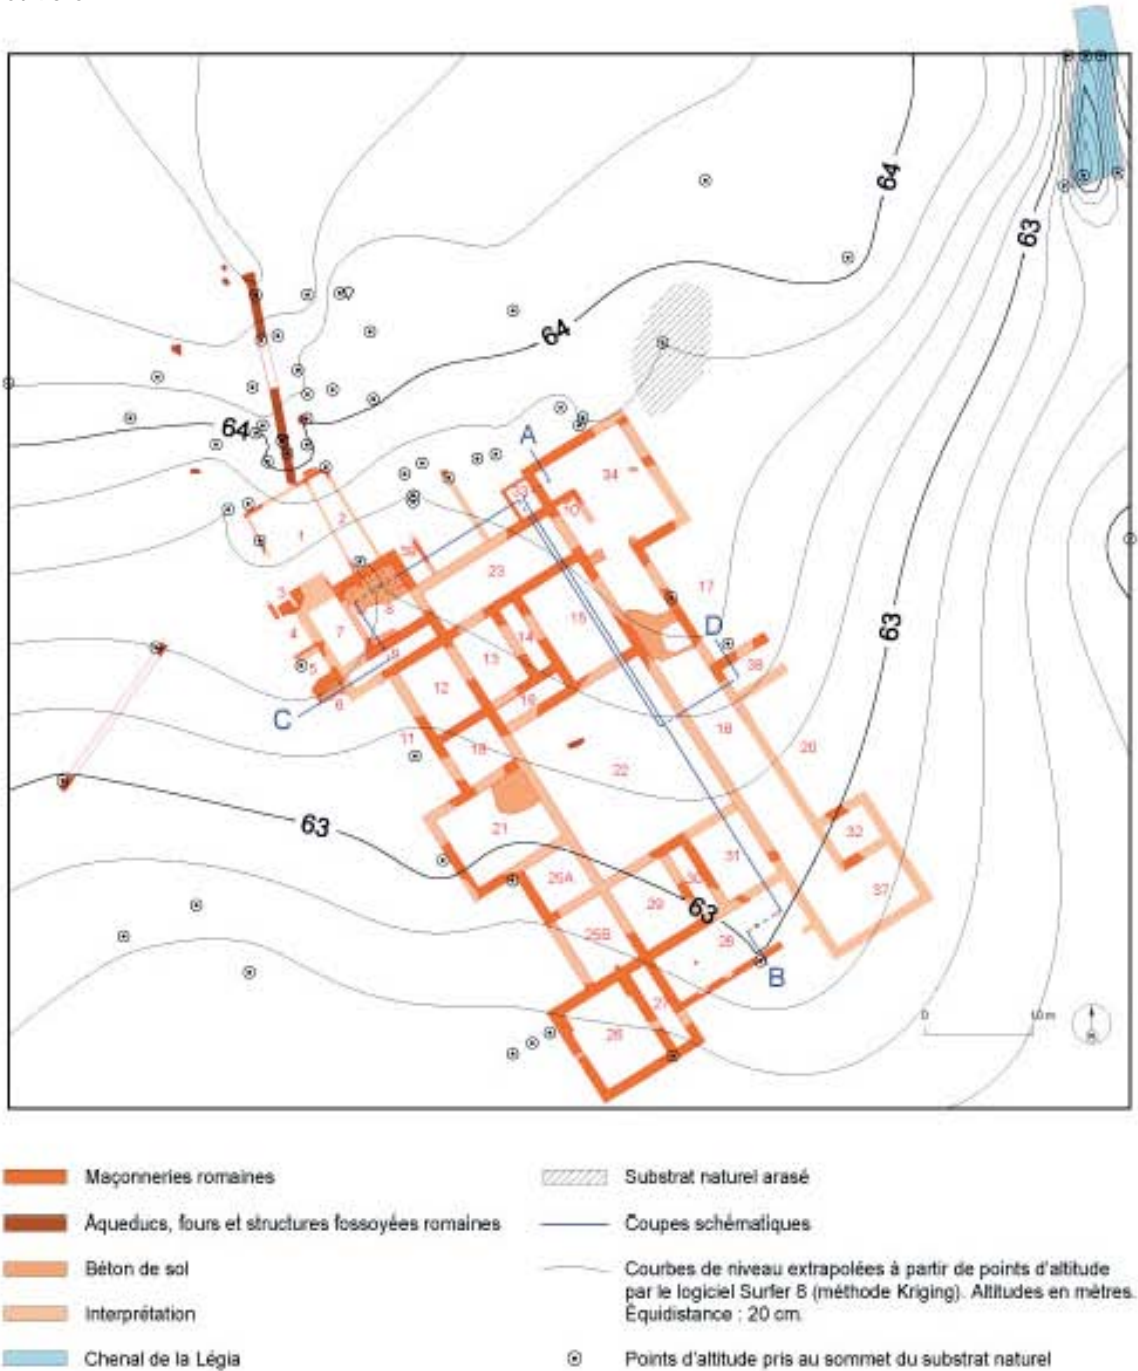 64
63
64
A
34
33
64
10
2
1
39
23
17
3
8
15
63
4
7
14
D
13
9
38
5
12
6
19
C
16
11
18
20
22
63
21
32
31
25A
30
37
29
63
25B
28
B
27
0
10 m
26
Maçonneries romaines
Aqueducs, fours et structures fossoyées romaines
Béton de sol
Interprétation
Chenal de la Légia
Substrat naturel arasé
Coupes schématiques
Courbes de niveau extrapolées à partir de points d'altitude
par le logiciel Surfer 8 (méthode Kriging). Altitudes en mètres.
Équidistance : 20 cm.
Points d'altitude pris au sommet du substrat naturel